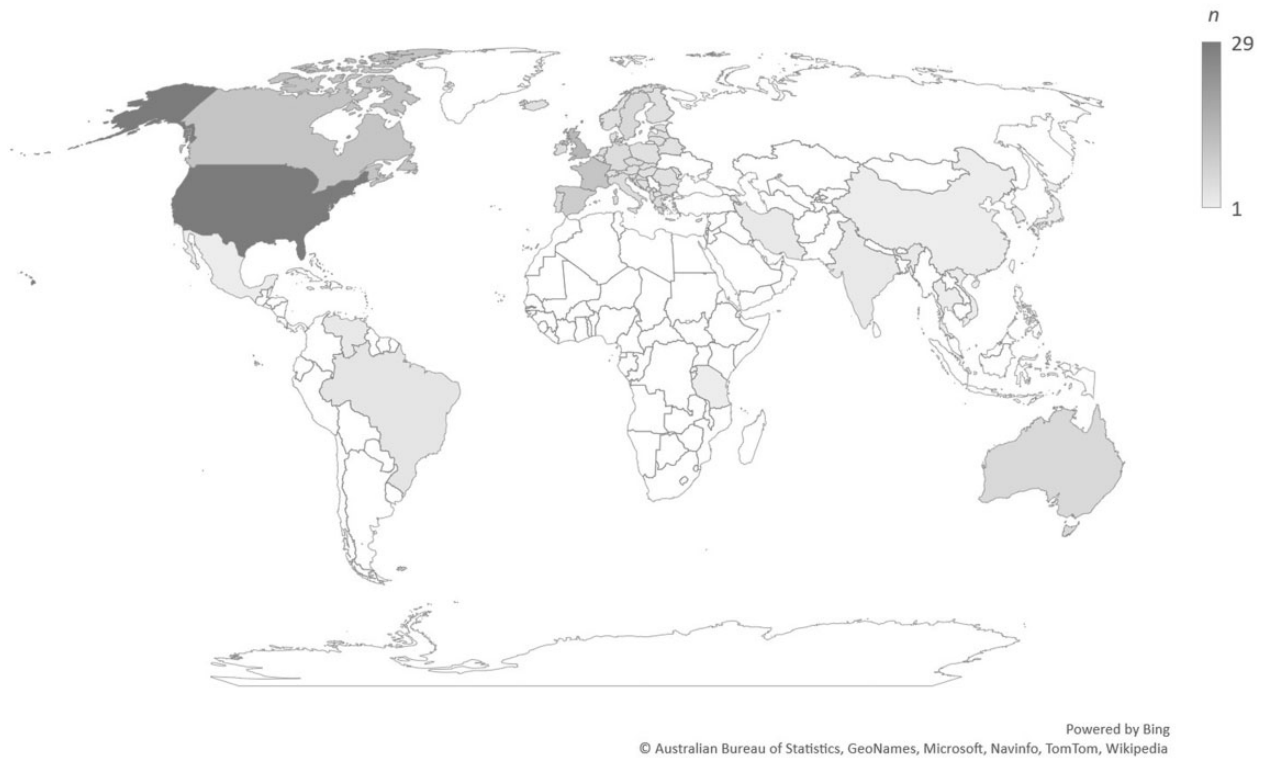 n
29
1
Powered by Bing
© Australian Bureau of Statistics, GeoNames, Microsoft, Navinfo, TomTom, Wikipedia